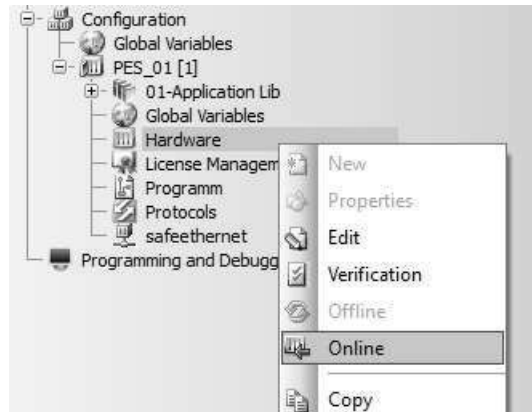 Configuration
Global Variables
PES_01 [1]
01-Application Lib
Global Variables
Hardware
License Managem
Programm
Protocols
safeethernet
Programming and Debugg
New
Properties
Edit
Verification
Offline
Online
Copy